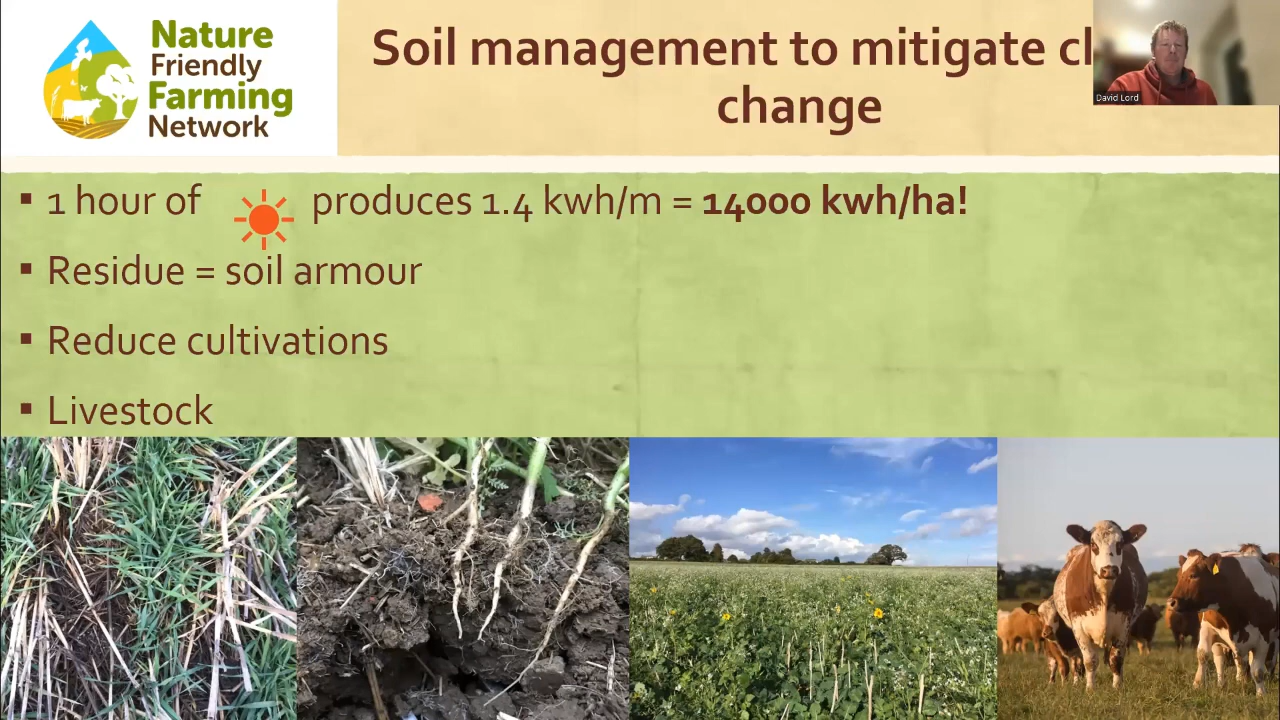 Nature
Friendly
Farming
Network
Soil management to mitigate cl
change
David Lord
▪ 1 hour of produces 1.4 kwh/m = 14000 kwh/ha!
▪ Residue = soil armour
▪ Reduce cultivations
▪ Livestock